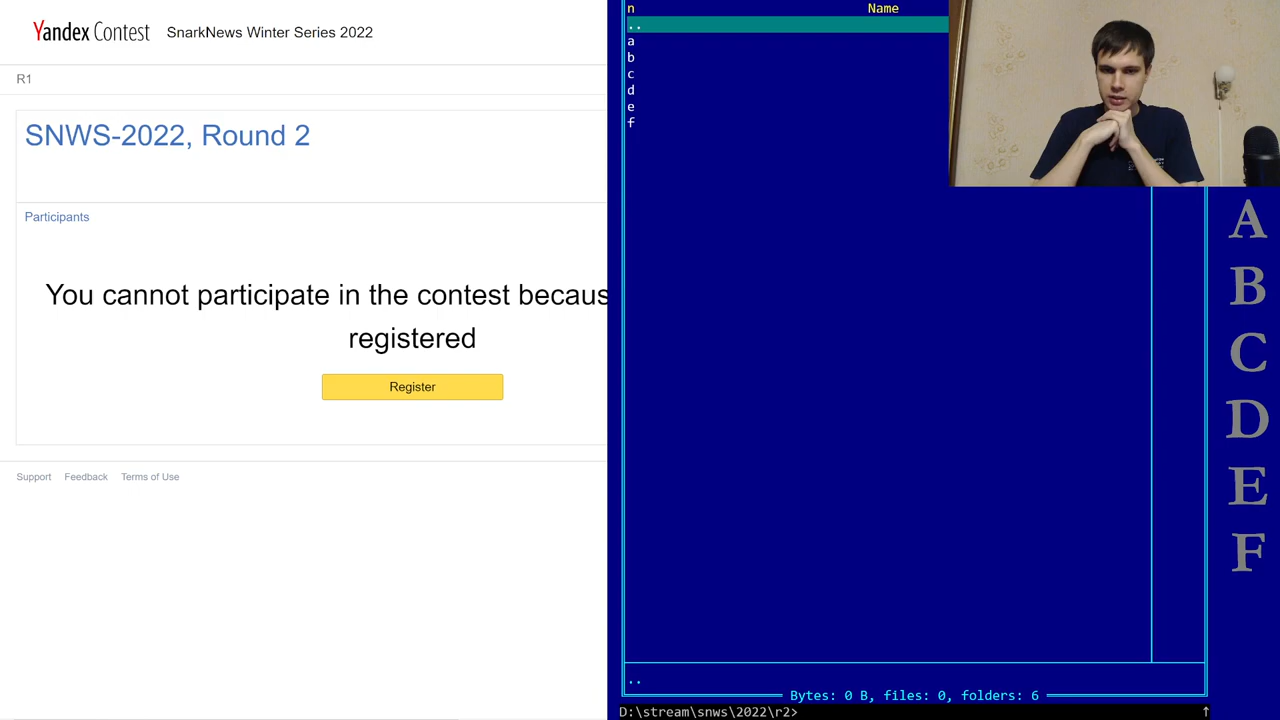 Yandex Contest SnarkNews Winter Series 2022
R1
SNWS-2022, Round 2
Participants
You cannot participate in the contest becaus
registered
Register
Support Feedback Terms of Use
n Name
..
a
b
c
d
e
f
..
Bytes: 0 B, files: 0, folders: 6
D:\stream\snws\2022\r2> ↑
A
B
C
D
E
F